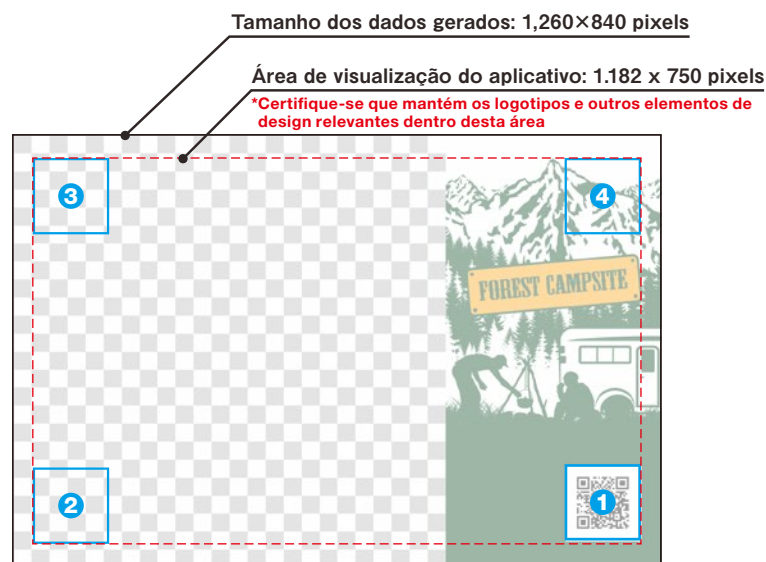 Tamanho dos dados gerados: 1,260×840 pixels
Área de visualização do aplicativo: 1.182 x 750 pixels
*Certifique-se que mantém os logotipos e outros elementos de
design relevantes dentro desta área
3
4
FOREST CAMPSITE
2
1